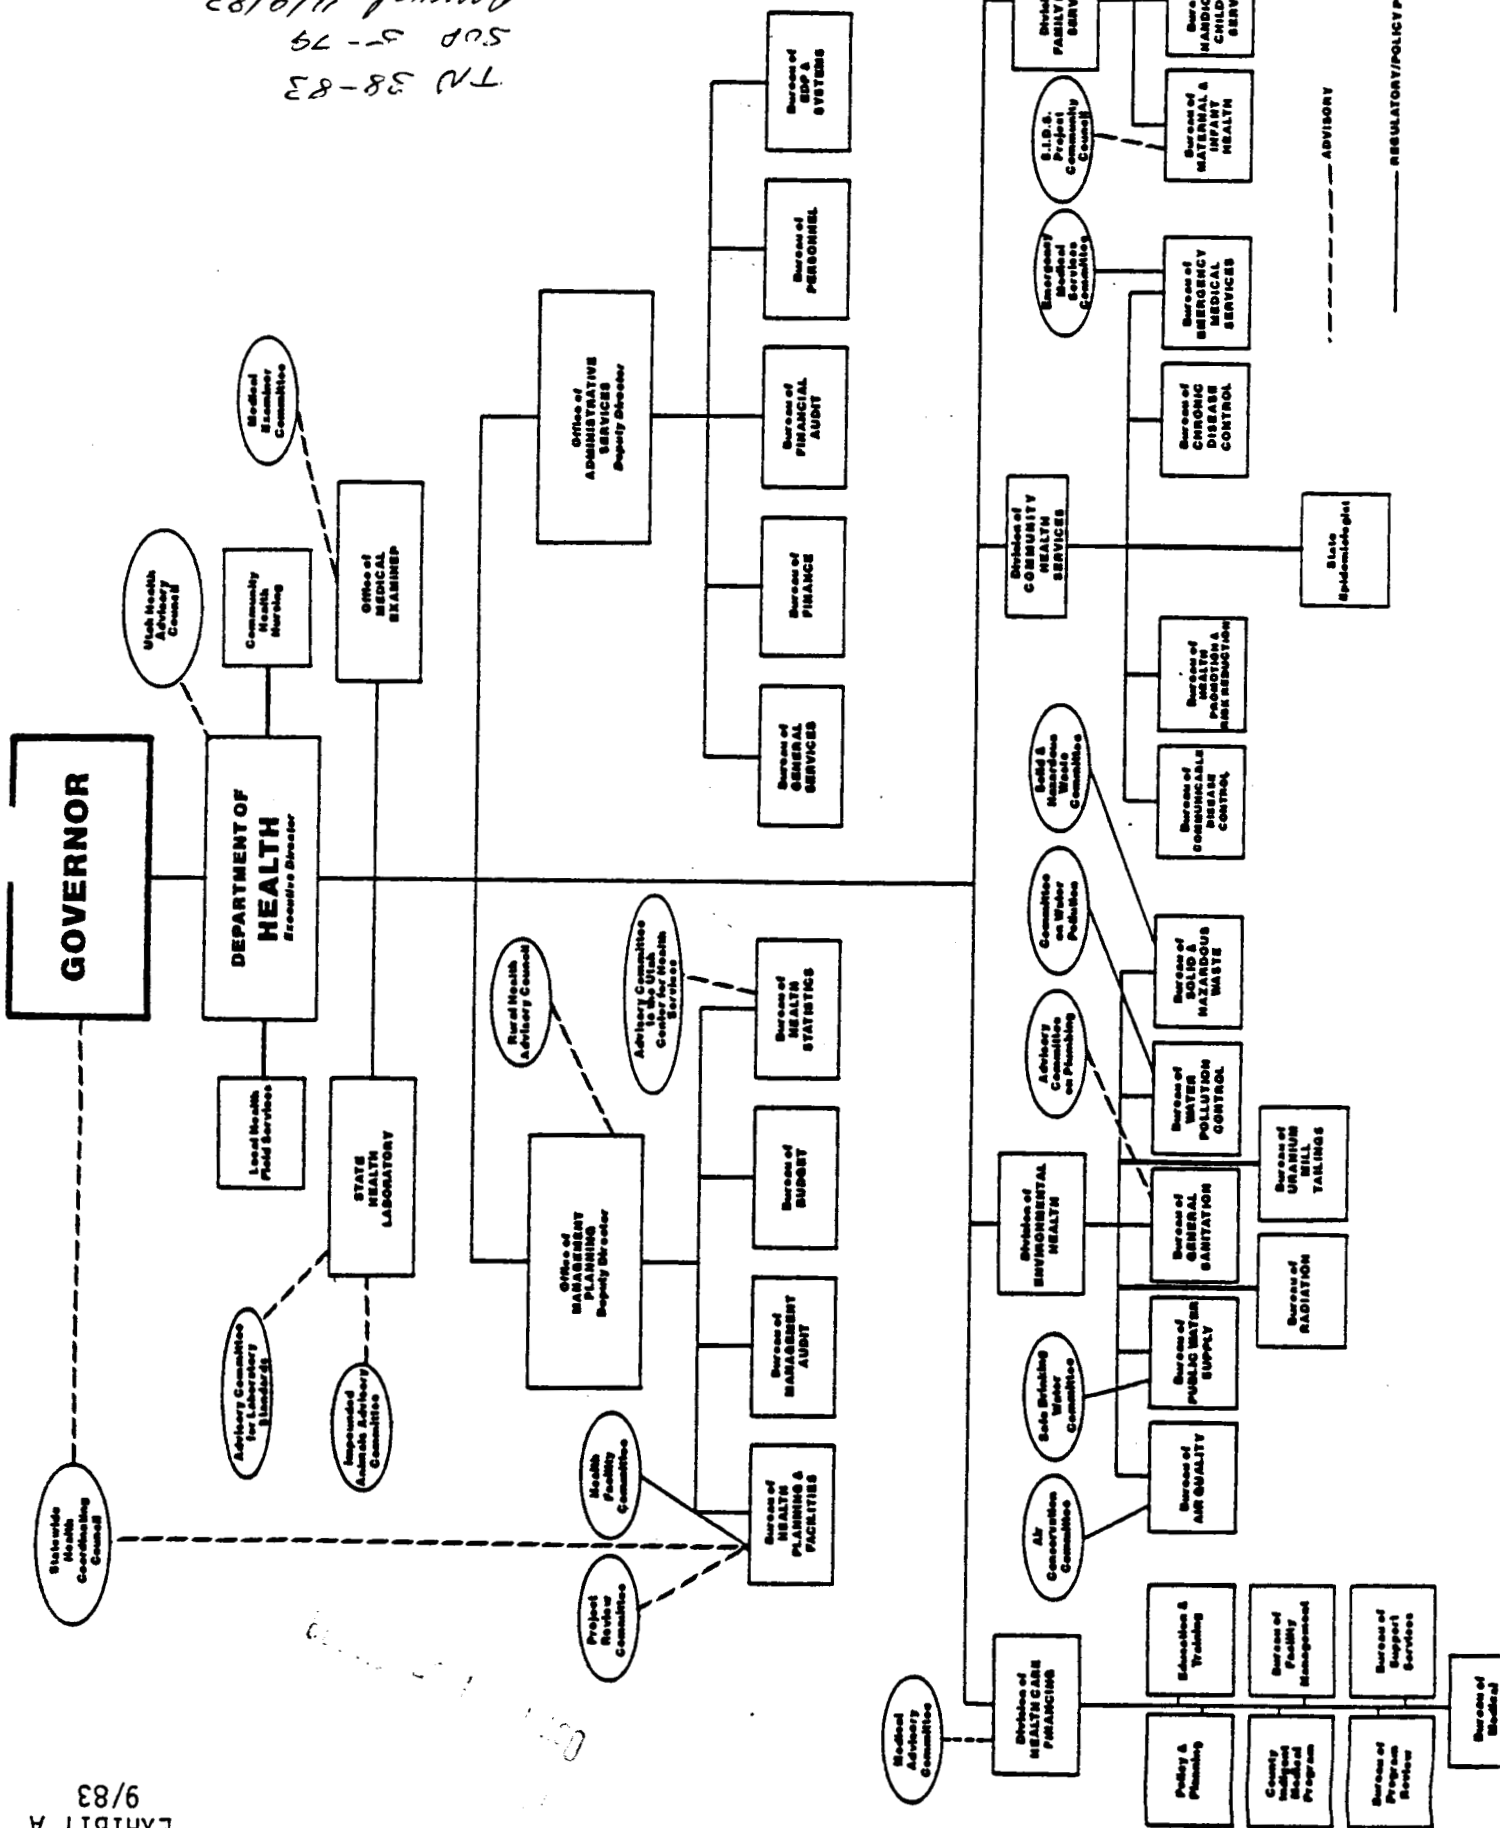 EXHIBIT A
9/83
TN 38-83
SUP 5-79
GOVERNOR
Statewide
Health
Coordinating
Council
DEPARTMENT OF
HEALTH
Executive Director
Utah Health
Advisory
Council
Community
Health
Nursing
Local Health
Field Services
Office of
MEDICAL
EXAMINER
Medical
Examiner
Committee
STATE
HEALTH
LABORATORY
Advisory Committee
for Laboratory
Standards
Impounded
Animals Advisory
Committee
Office of
MANAGEMENT
PLANNING
Deputy Director
Rural Health
Advisory Council
Advisory Committee
to the Utah
Center for Health
Services
Project
Review
Committee
Health
Facility
Committee
Bureau of
HEALTH
PLANNING &
FACILITIES
Bureau of
MANAGEMENT
AUDIT
Bureau of
BUDGET
Bureau of
HEALTH
STATISTICS
Office of
ADMINISTRATIVE
SERVICES
Deputy Director
Bureau of
GENERAL
SERVICES
Bureau of
FINANCE
Bureau of
FINANCIAL
AUDIT
Bureau of
PERSONNEL
Bureau of
EDP &
SYSTEMS
Medical
Advisory
Committee
Division of
HEALTH CARE
FINANCING
Policy &
Planning
Education &
Training
County
Indigent
Medical
Program
Bureau of
Facility
Management
Bureau of
Program
Review
Bureau of
Support
Services
Bureau of
Medical
Division of
ENVIRONMENTAL
HEALTH
Air
Conservation
Committee
Safe Drinking
Water
Committee
Advisory
Committee
on Plumbing
Committee
on Water
Pollution
Solid &
Hazardous
Waste
Committee
Bureau of
AIR QUALITY
Bureau of
PUBLIC WATER
SUPPLY
Bureau of
GENERAL
SANITATION
Bureau of
WATER
POLLUTION
CONTROL
Bureau of
SOLID &
HAZARDOUS
WASTE
Bureau of
RADIATION
Bureau of
URANIUM
MILL
TAILINGS
Division of
COMMUNITY
HEALTH
SERVICES
Bureau of
COMMUNICABLE
DISEASE
CONTROL
Bureau of
HEALTH
PROMOTION &
RISK REDUCTION
State
Epidemiologist
Bureau of
CHRONIC
DISEASE
CONTROL
Bureau of
EMERGENCY
MEDICAL
SERVICES
Emergency
Medical
Services
Committee
S.I.D.S.
Project
Community
Council
FAMILY
Bureau of
MATERNAL &
INFANT
HEALTH
ADVISORY
REGULATORY/POLICY